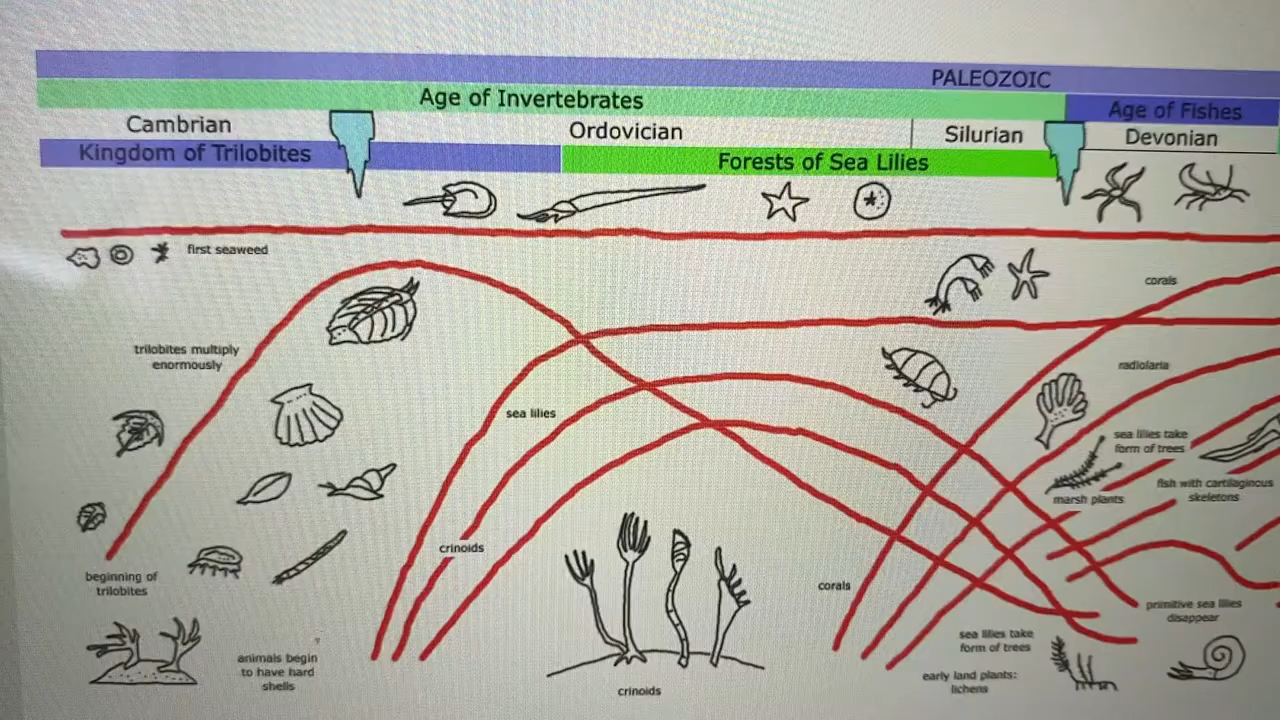 PALEOZOIC
Age of Invertebrates
Age of Fishes
Cambrian
Ordovician
Silurian
Devonian
Kingdom of Trilobites
Forests of Sea Lilies
first seaweed
corals
trilobites multiply
enormously
radiolaria
sea lilies
sea lilies take
form of trees
fish with cartilaginous
skeletons
marsh plants
crinoids
beginning of
trilobites
corals
primitive sea lilies
disappear
animals begin
to have hard
shells
sea lilies take
form of trees
early land plants:
lichens
crinoids